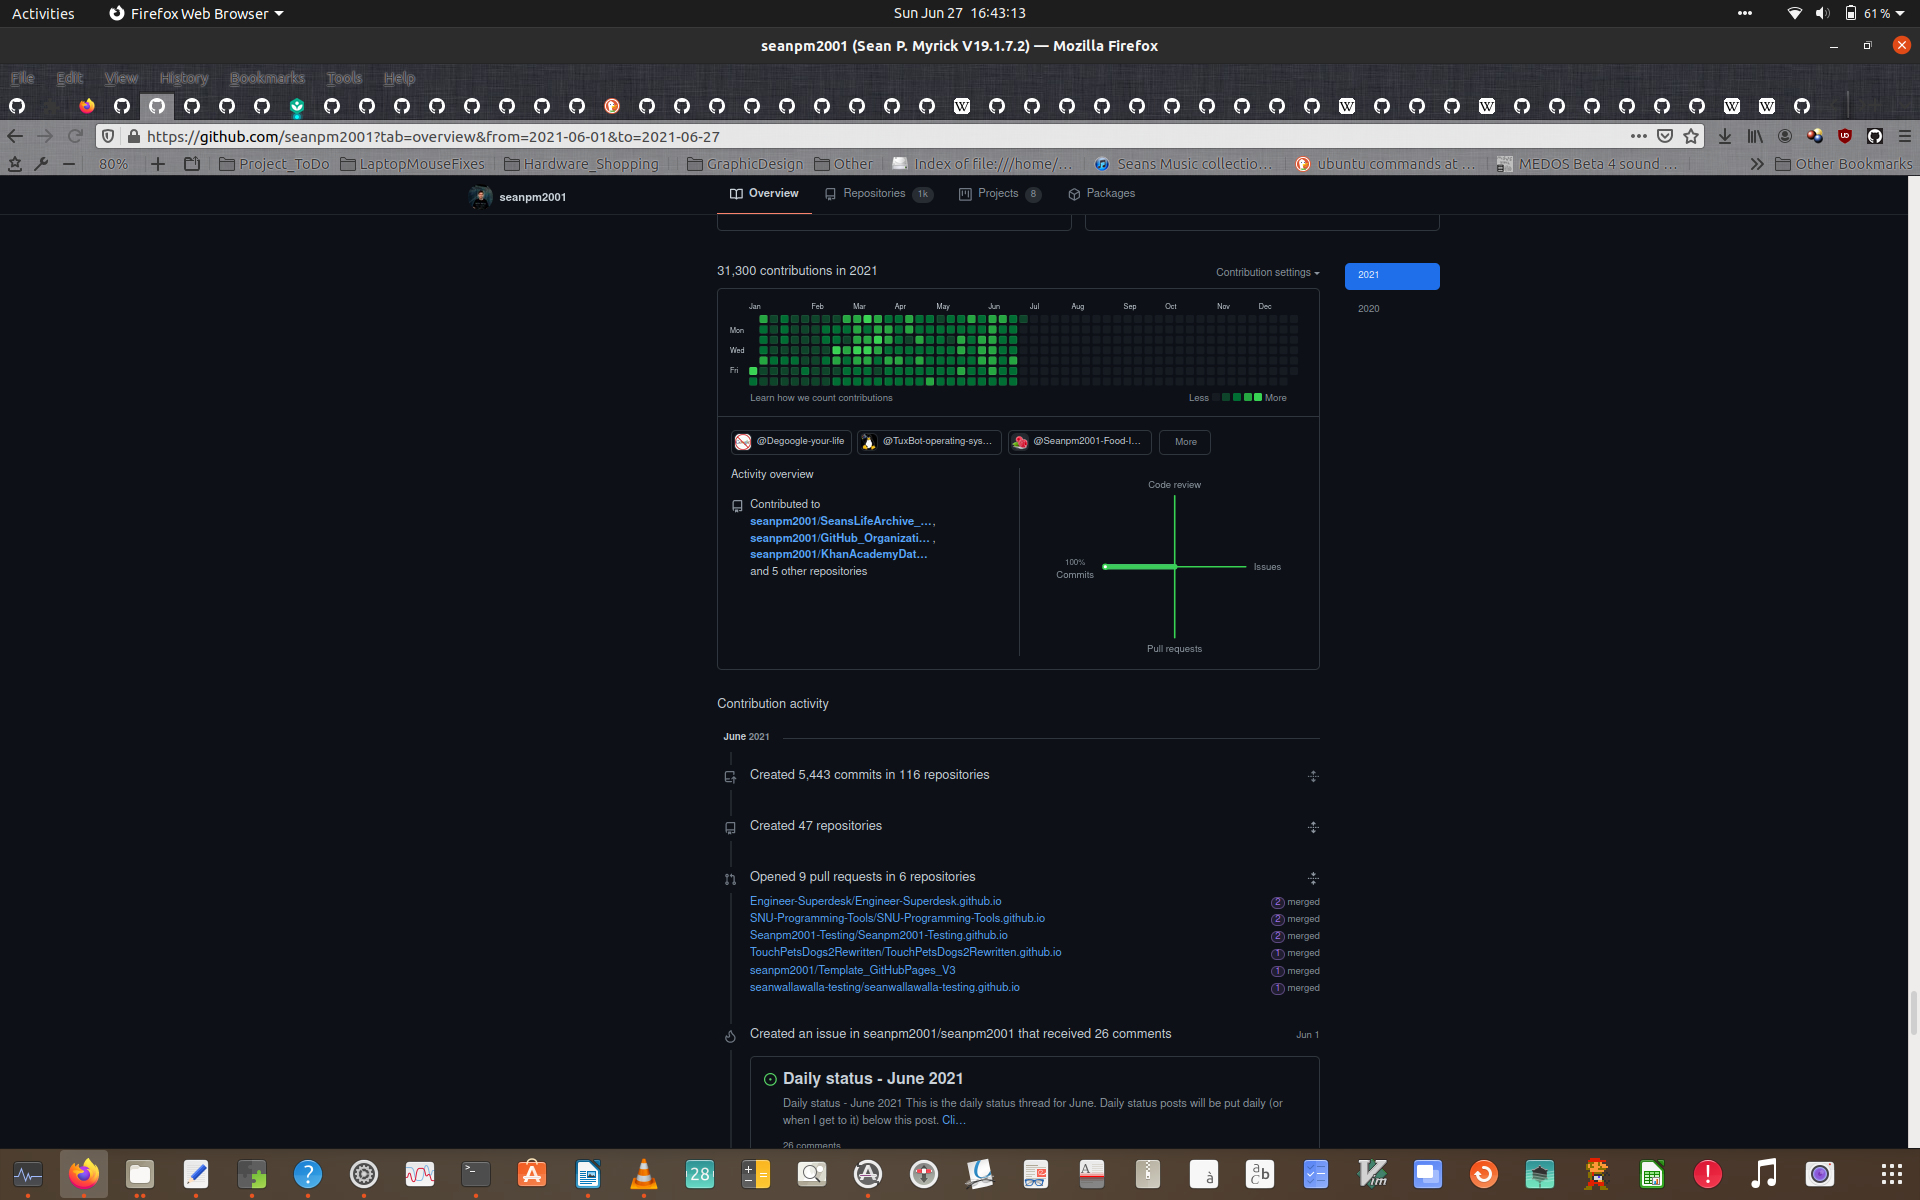 Activities
Firefox Web Browser
Sun Jun 27 16:43:13
61 %
seanpm2001 (Sean P. Myrick V19.1.7.2) — Mozilla Firefox
File Edit View History Bookmarks Tools Help
https://github.com/seanpm2001?tab=overview&from=2021-06-01&to=2021-06-27
80%
Project_ToDo
LaptopMouseFixes
Hardware_Shopping
GraphicDesign
Other
Index of file:///home/…
Seans Music collectio…
ubuntu commands at …
MEDOS Beta 4 sound …
Other Bookmarks
seanpm2001
Overview
Repositories 1k
Projects 8
Packages
31,300 contributions in 2021
Contribution settings
2021
2020
Jan Feb Mar Apr May Jun Jul Aug Sep Oct Nov Dec
Mon
Wed
Fri
Learn how we count contributions
Less More
@Degoogle-your-life
@TuxBot-operating-sys…
@Seanpm2001-Food-I…
More
Activity overview
Contributed to
seanpm2001/SeansLifeArchive_… ,
seanpm2001/GitHub_Organizati… ,
seanpm2001/KhanAcademyDat…
and 5 other repositories
Code review
100%
Commits
Issues
Pull requests
Contribution activity
June 2021
Created 5,443 commits in 116 repositories
Created 47 repositories
Opened 9 pull requests in 6 repositories
Engineer-Superdesk/Engineer-Superdesk.github.io 2 merged
SNU-Programming-Tools/SNU-Programming-Tools.github.io 2 merged
Seanpm2001-Testing/Seanpm2001-Testing.github.io 2 merged
TouchPetsDogs2Rewritten/TouchPetsDogs2Rewritten.github.io 1 merged
seanpm2001/Template_GitHubPages_V3 1 merged
seanwallawalla-testing/seanwallawalla-testing.github.io 1 merged
Created an issue in seanpm2001/seanpm2001 that received 26 comments
Jun 1
Daily status - June 2021
Daily status - June 2021 This is the daily status thread for June. Daily status posts will be put daily (or
when I get to it) below this post. Cli…
26 comments
28